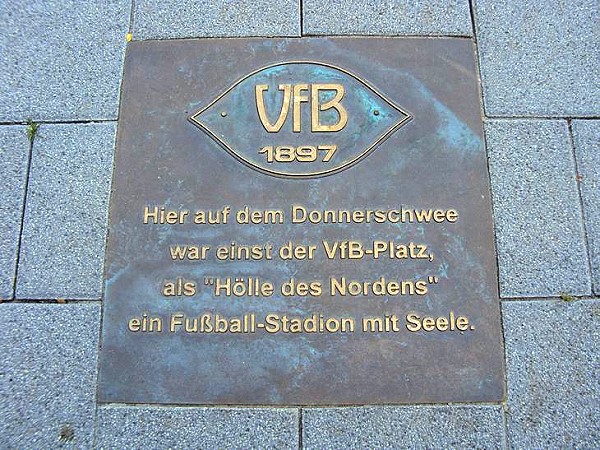 VfB
1897
Hier auf dem Donnerschwee
war einst der VfB-Platz,
als "Hölle des Nordens"
ein Fußball-Stadion mit Seele.